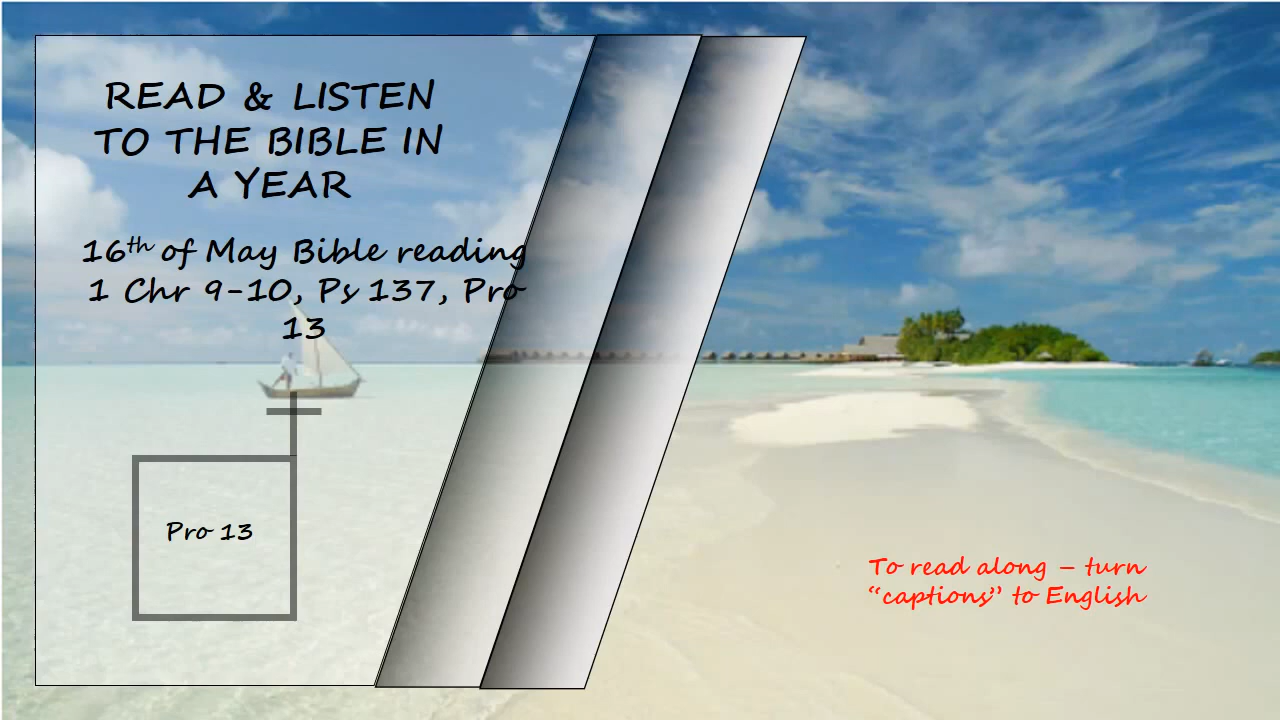 READ & LISTEN
TO THE BIBLE IN
A YEAR
16th of May Bible reading
1 Chr 9-10, Ps 137, Pro
13
Pro 13
To read along – turn
“captions” to English